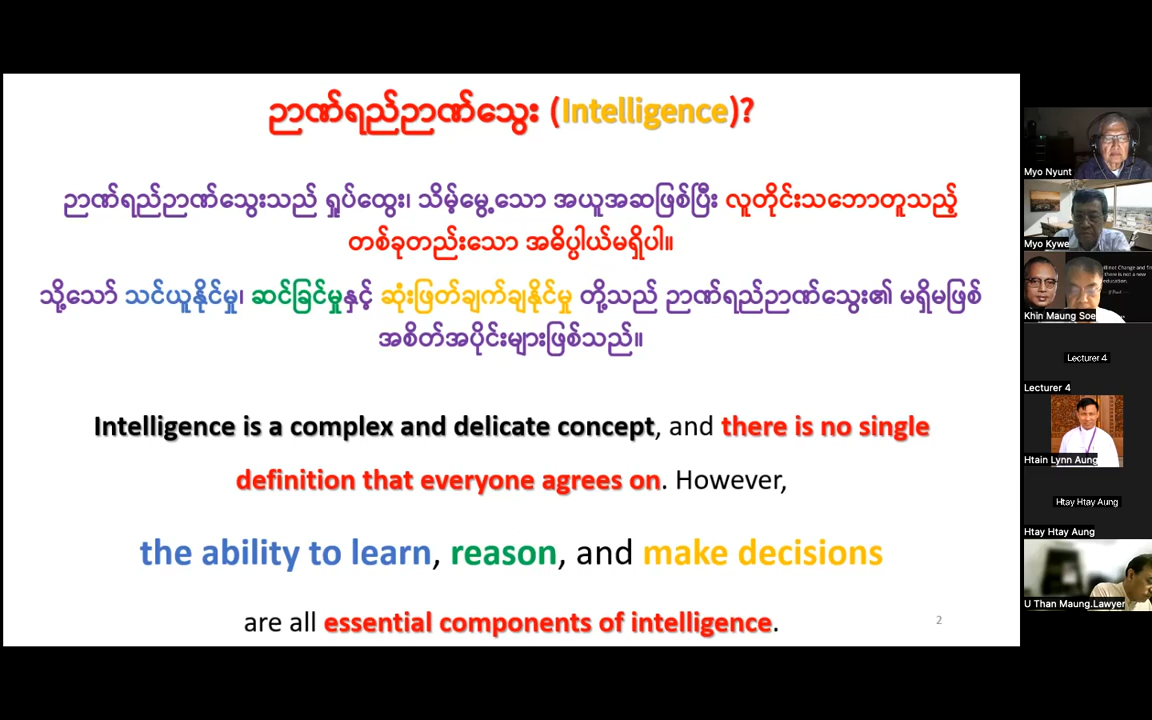 ဉာဏ်ရည်ဉာဏ်သွေး (Intelligence)?
ဉာဏ်ရည်ဉာဏ်သွေးသည် ရှုပ်ထွေး၊ သိမ်မွေ့သော အယူအဆဖြစ်ပြီး လူတိုင်းသဘောတူသည့်
တစ်ခုတည်းသော အဓိပ္ပါယ်မရှိပါ။
သို့သော် သင်ယူနိုင်မှု၊ ဆင်ခြင်မှုနှင့် ဆုံးဖြတ်ချက်ချနိုင်မှု တို့သည် ဉာဏ်ရည်ဉာဏ်သွေး၏ မရှိမဖြစ်
အစိတ်အပိုင်းများဖြစ်သည်။
Intelligence is a complex and delicate concept, and there is no single
definition that everyone agrees on. However,
the ability to learn, reason, and make decisions
are all essential components of intelligence.
2
Myo Nyunt
Myo Kywe
Khin Maung Soe
Lecturer 4
Lecturer 4
Htain Lynn Aung
Htay Htay Aung
Htay Htay Aung
U Than Maung.Lawyer